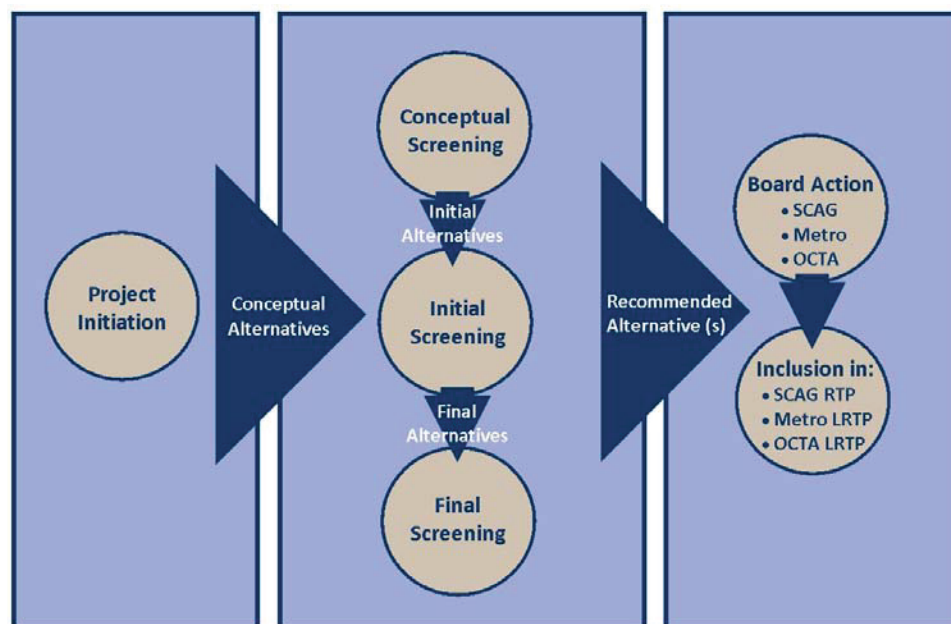 Project
Initiation
Conceptual
Alternatives
Conceptual
Screening
Initial
Alternatives
Initial
Screening
Final
Alternatives
Final
Screening
Recommended
Alternative (s)
Board Action
• SCAG
• Metro
• OCTA
Inclusion in:
• SCAG RTP
• Metro LRTP
• OCTA LRTP